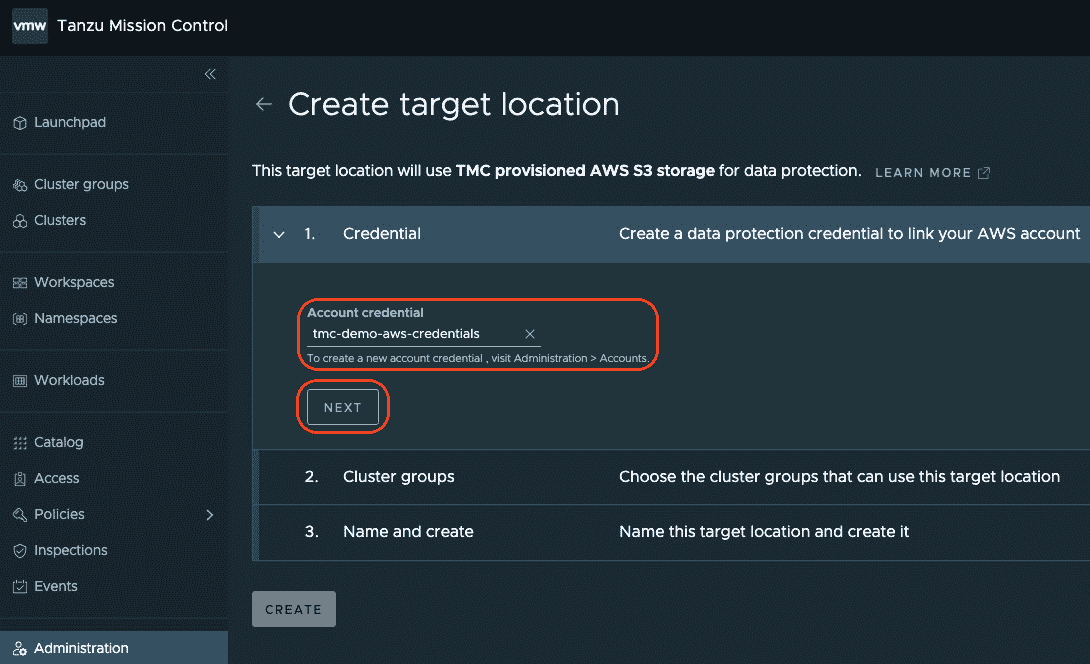 vmw Tanzu Mission Control
Launchpad
Cluster groups
Clusters
Workspaces
Namespaces
Workloads
Catalog
Access
Policies
Inspections
Events
Administration
Create target location
This target location will use TMC provisioned AWS S3 storage for data protection. LEARN MORE
1. Credential Create a data protection credential to link your AWS account
Account credential
tmc-demo-aws-credentials
To create a new account credential , visit Administration > Accounts.
NEXT
2. Cluster groups Choose the cluster groups that can use this target location
3. Name and create Name this target location and create it
CREATE